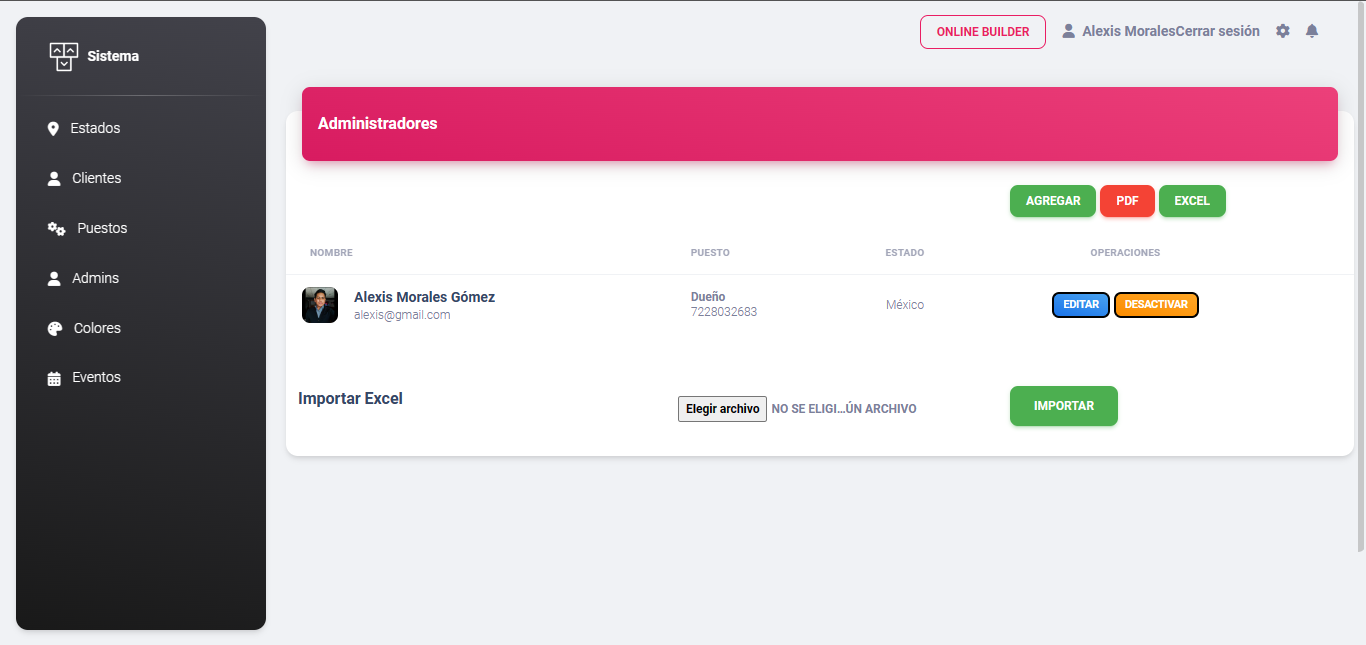 Sistema
ONLINE BUILDER
Alexis MoralesCerrar sesión
Estados
Clientes
Puestos
Admins
Colores
Eventos
Administradores
AGREGAR PDF EXCEL
NOMBRE PUESTO ESTADO OPERACIONES
Alexis Morales Gómez
alexis@gmail.com
Dueño
7228032683
México
EDITAR DESACTIVAR
Importar Excel
Elegir archivo NO SE ELIGI...ÚN ARCHIVO
IMPORTAR